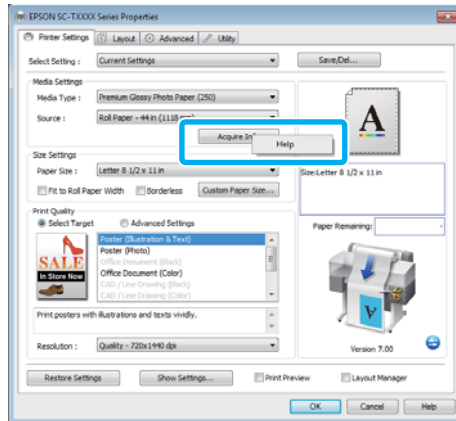 EPSON SC-TXXXX Series Properties
Printer Settings Layout Advanced Utility
Select Setting : Current Settings Save/Del...
Media Settings
Media Type : Premium Glossy Photo Paper (250)
Source : Roll Paper - 44 in (1118 mm)
Acquire Inf
Help
Size Settings
Paper Size : Letter 8 1/2 x 11 in
Size:Letter 8 1/2 x 11 in
Fit to Roll Paper Width Borderless Custom Paper Size...
Print Quality
Select Target Advanced Settings
Paper Remaining:
Poster (Illustration & Text)
Poster (Photo)
Office Document (Black)
Office Document (Color)
CAD / Line Drawing (Black)
CAD / Line Drawing (Color)
SALE
In Store Now
A
A
V
Print posters with illustrations and texts vividly.
Resolution : Quality - 720x1440 dpi
Version 7.00
Restore Settings Show Settings... Print Preview Layout Manager
OK Cancel Help